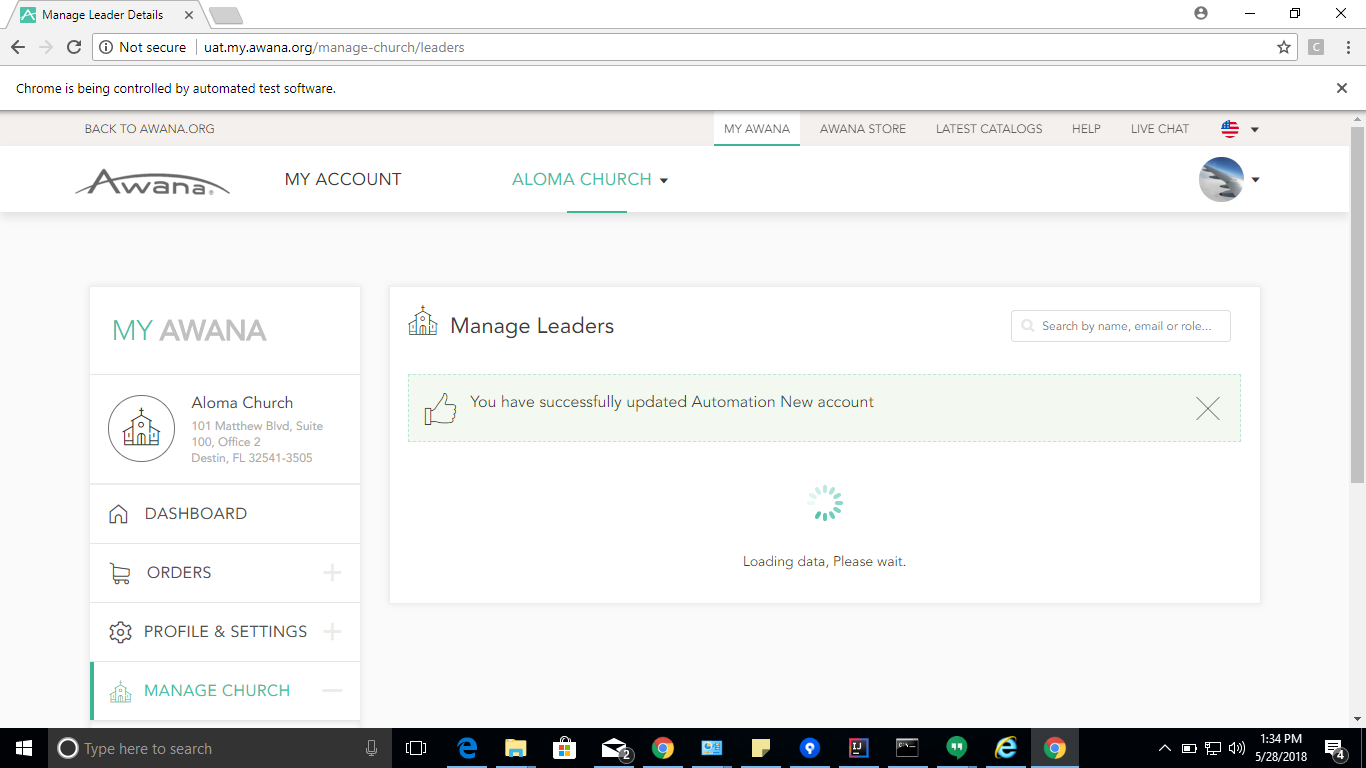 Manage Leader Details
Not secure
uat.my.awana.org/manage-church/leaders
C
Chrome is being controlled by automated test software.
BACK TO AWANA.ORG
MY AWANA
AWANA STORE
LATEST CATALOGS
HELP
LIVE CHAT
Awana®
MY ACCOUNT
ALOMA CHURCH
MY AWANA
Aloma Church
101 Matthew Blvd, Suite
100, Office 2
Destin, FL 32541-3505
DASHBOARD
ORDERS
PROFILE & SETTINGS
MANAGE CHURCH
Manage Leaders
Search by name, email or role...
You have successfully updated Automation New account
Loading data, Please wait.
Type here to search
2
IJ
1:34 PM
5/28/2018
4